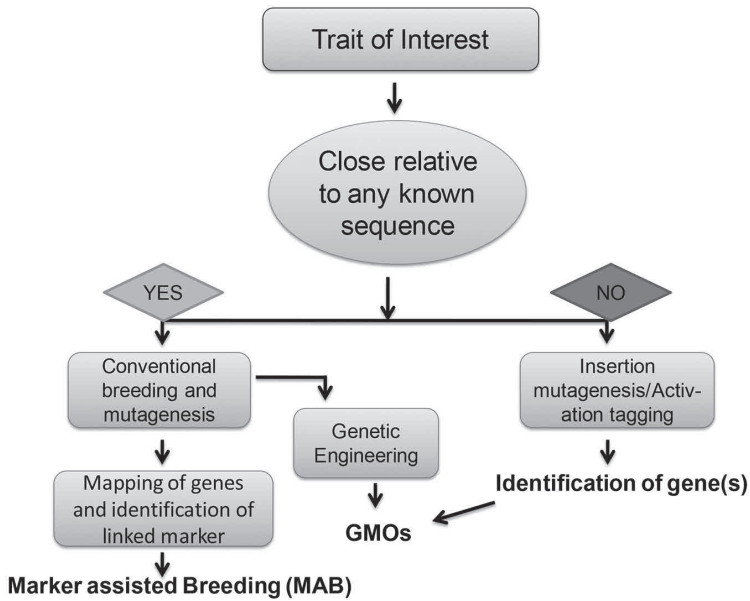 Trait of Interest
Close relative
to any known
sequence
YES
NO
Conventional
breeding and
mutagenesis
Insertion
mutagenesis/Activ-
ation tagging
Genetic
Engineering
Mapping of genes
and identification of
linked marker
Identification of gene(s)
GMOs
Marker assisted Breeding (MAB)